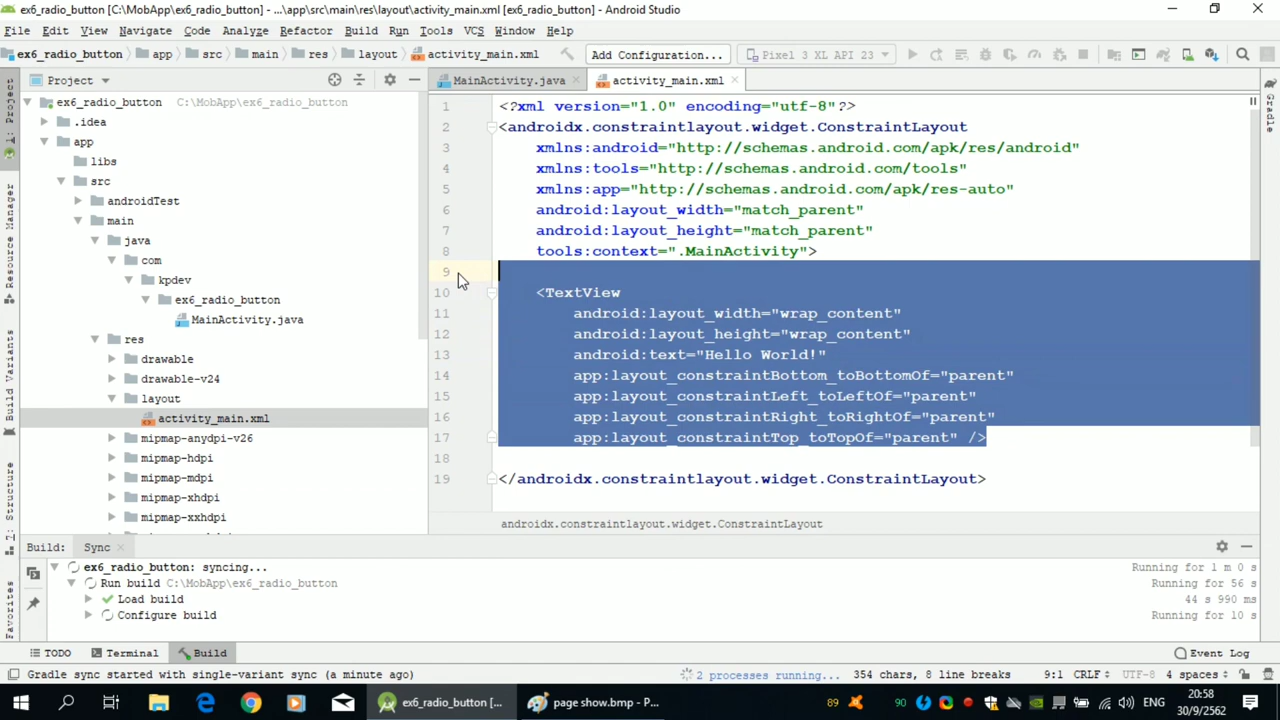 ex6_radio_button [C:\MobApp\ex6_radio_button] - ...\app\src\main\res\layout\activity_main.xml [ex6_radio_button] - Android Studio
File Edit View Navigate Code Analyze Refactor Build Run Tools VCS Window Help
ex6_radio_button app src main res layout activity_main.xml Add Configuration... Pixel 3 XL API 23
Project MainActivity.java activity_main.xml
1: Project
Resource Manager
Build Variants
7: Structure
Favorites
Gradle
ex6_radio_button C:\MobApp\ex6_radio_button
.idea
app
libs
src
androidTest
main
java
com
kpdev
ex6_radio_button
MainActivity.java
res
drawable
drawable-v24
layout
activity_main.xml
mipmap-anydpi-v26
mipmap-hdpi
mipmap-mdpi
mipmap-xhdpi
mipmap-xxhdpi
1 <?xml version="1.0" encoding="utf-8"?>
2 <androidx.constraintlayout.widget.ConstraintLayout
3 xmlns:android="http://schemas.android.com/apk/res/android"
4 xmlns:tools="http://schemas.android.com/tools"
5 xmlns:app="http://schemas.android.com/apk/res-auto"
6 android:layout_width="match_parent"
7 android:layout_height="match_parent"
8 tools:context=".MainActivity">
9
10 <TextView
11 android:layout_width="wrap_content"
12 android:layout_height="wrap_content"
13 android:text="Hello World!"
14 app:layout_constraintBottom_toBottomOf="parent"
15 app:layout_constraintLeft_toLeftOf="parent"
16 app:layout_constraintRight_toRightOf="parent"
17 app:layout_constraintTop_toTopOf="parent" />
18
19 </androidx.constraintlayout.widget.ConstraintLayout>
androidx.constraintlayout.widget.ConstraintLayout
Build: Sync
ex6_radio_button: syncing... Running for 1 m 0 s
Run build C:\MobApp\ex6_radio_button Running for 56 s
Load build 44 s 990 ms
Configure build Running for 10 s
TODO Terminal Build Event Log
Gradle sync started with single-variant sync (a minute ago) 2 processes running... 354 chars, 8 line breaks 9:1 CRLF UTF-8 4 spaces
ex6_radio_button [... page show.bmp - P... 89 90 ENG 20:58
30/9/2562